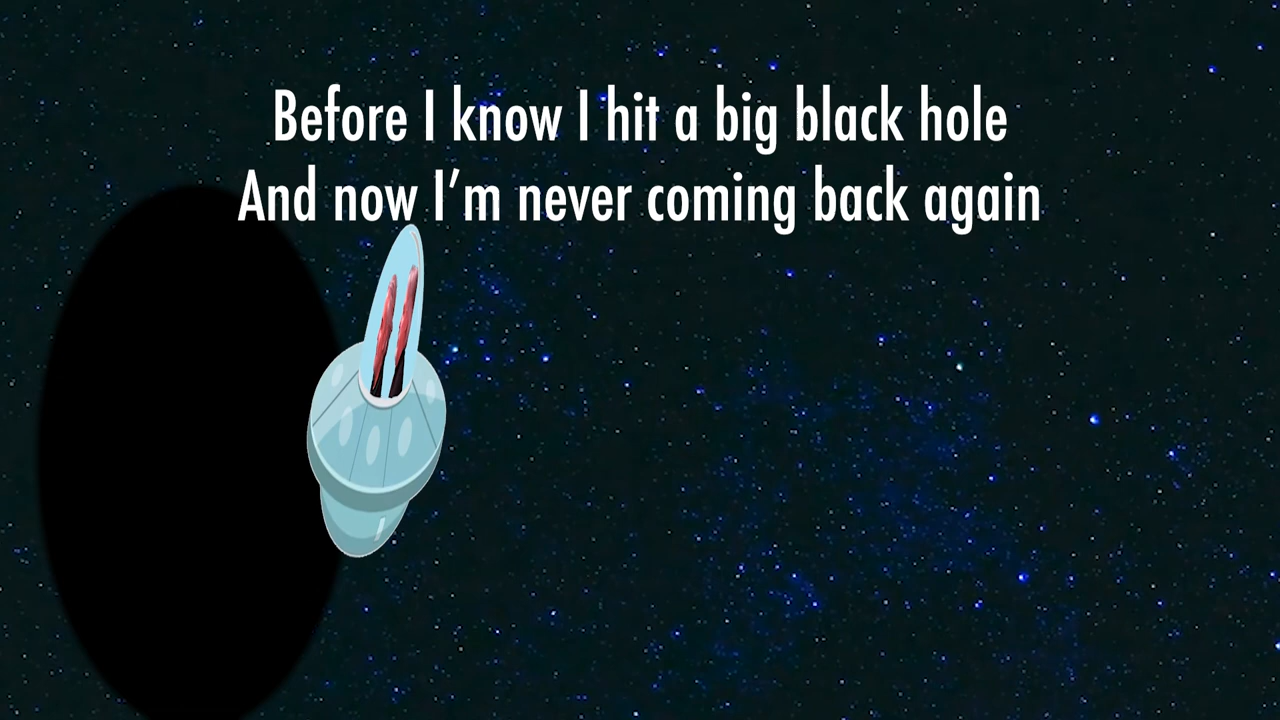 Before I know I hit a big black hole
And now I’m never coming back again